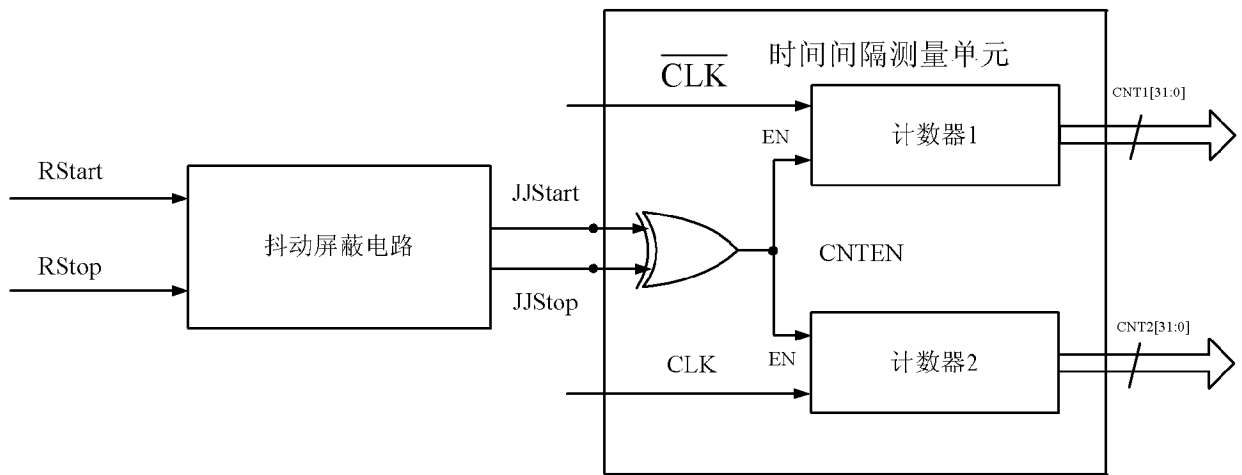 时间间隔测量单元
CLK
CNT1[31:0]
计数器1
EN
RStart
JJStart
抖动屏蔽电路
CNTEN
RStop
JJStop
CNT2[31:0]
EN
计数器2
CLK